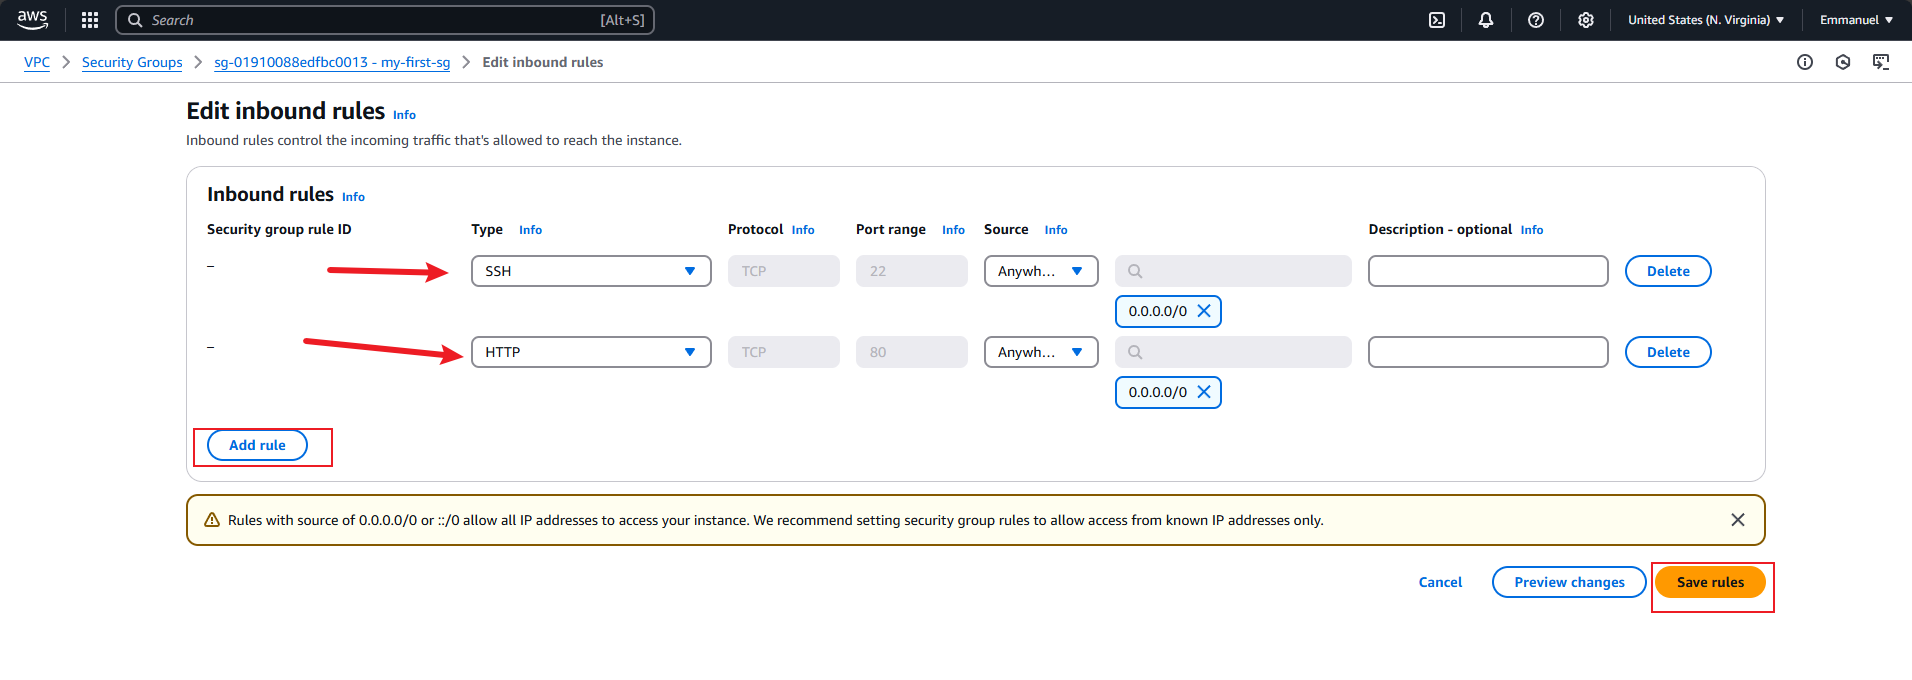 aws Search [Alt+S] United States (N. Virginia) Emmanuel
VPC Security Groups sg-01910088edfbc0013 - my-first-sg Edit inbound rules
Edit inbound rules Info
Inbound rules control the incoming traffic that's allowed to reach the instance.
Inbound rules Info
Security group rule ID Type Info Protocol Info Port range Info Source Info Description - optional Info
– SSH TCP 22 Anywh... Delete
0.0.0.0/0
– HTTP TCP 80 Anywh... Delete
0.0.0.0/0
Add rule
Rules with source of 0.0.0.0/0 or ::/0 allow all IP addresses to access your instance. We recommend setting security group rules to allow access from known IP addresses only.
Cancel Preview changes Save rules